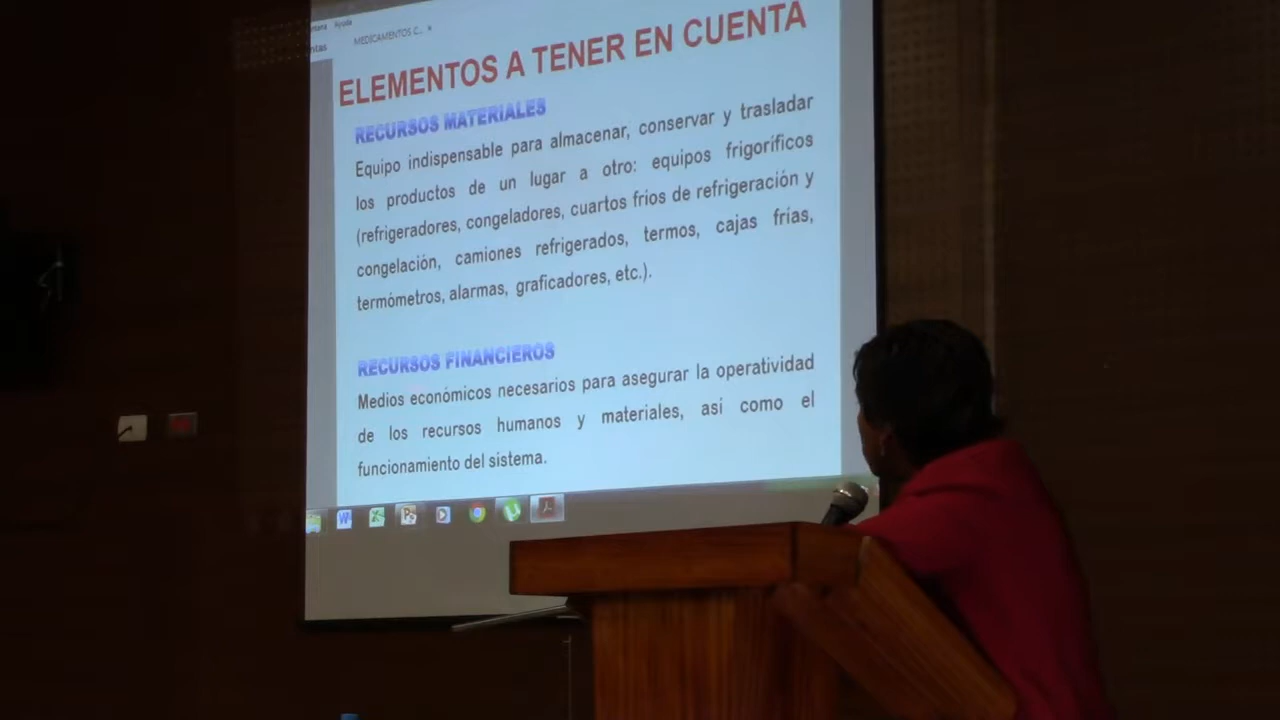 Ayuda
MEDICAMENTOS C...
ELEMENTOS A TENER EN CUENTA
RECURSOS MATERIALES
Equipo indispensable para almacenar, conservar y trasladar
los productos de un lugar a otro: equipos frigoríficos
(refrigeradores, congeladores, cuartos fríos de refrigeración y
congelación, camiones refrigerados, termos, cajas frías,
termómetros, alarmas, graficadores, etc.).
RECURSOS FINANCIEROS
Medios económicos necesarios para asegurar la operatividad
de los recursos humanos y materiales, así como el
funcionamiento del sistema.